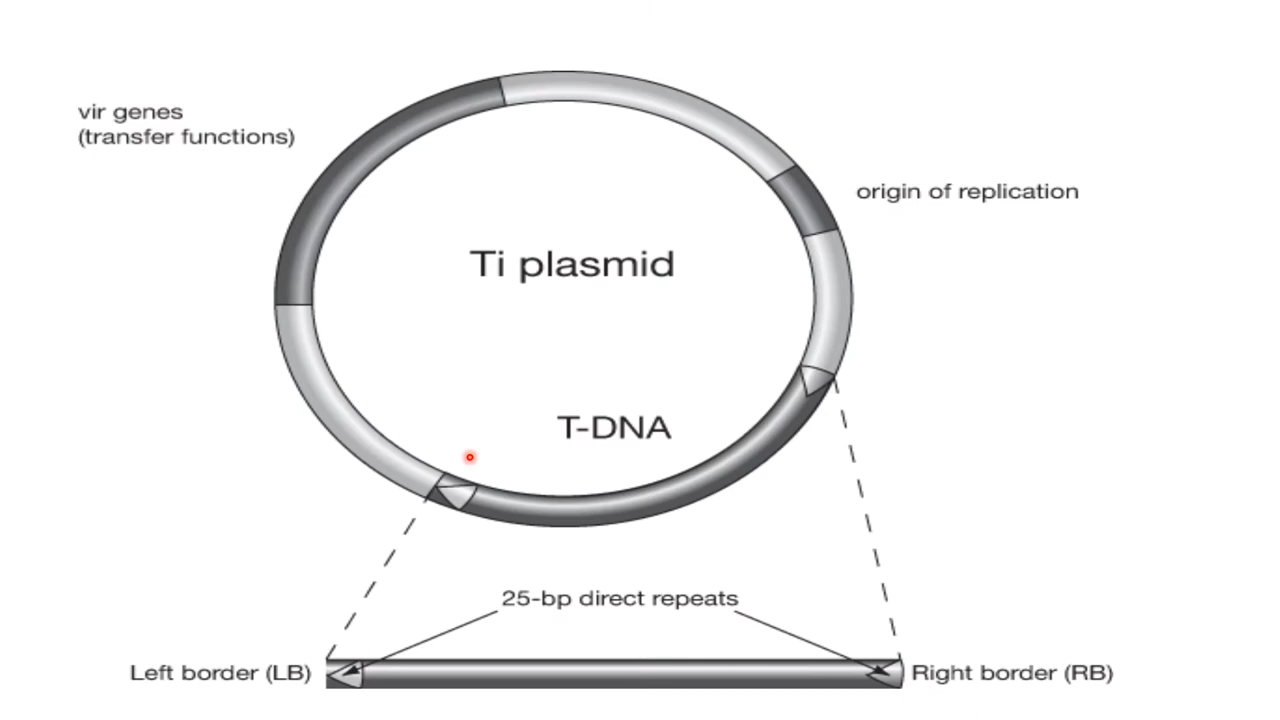 vir genes
(transfer functions)
origin of replication
Ti plasmid
T-DNA
25-bp direct repeats
Left border (LB)
Right border (RB)